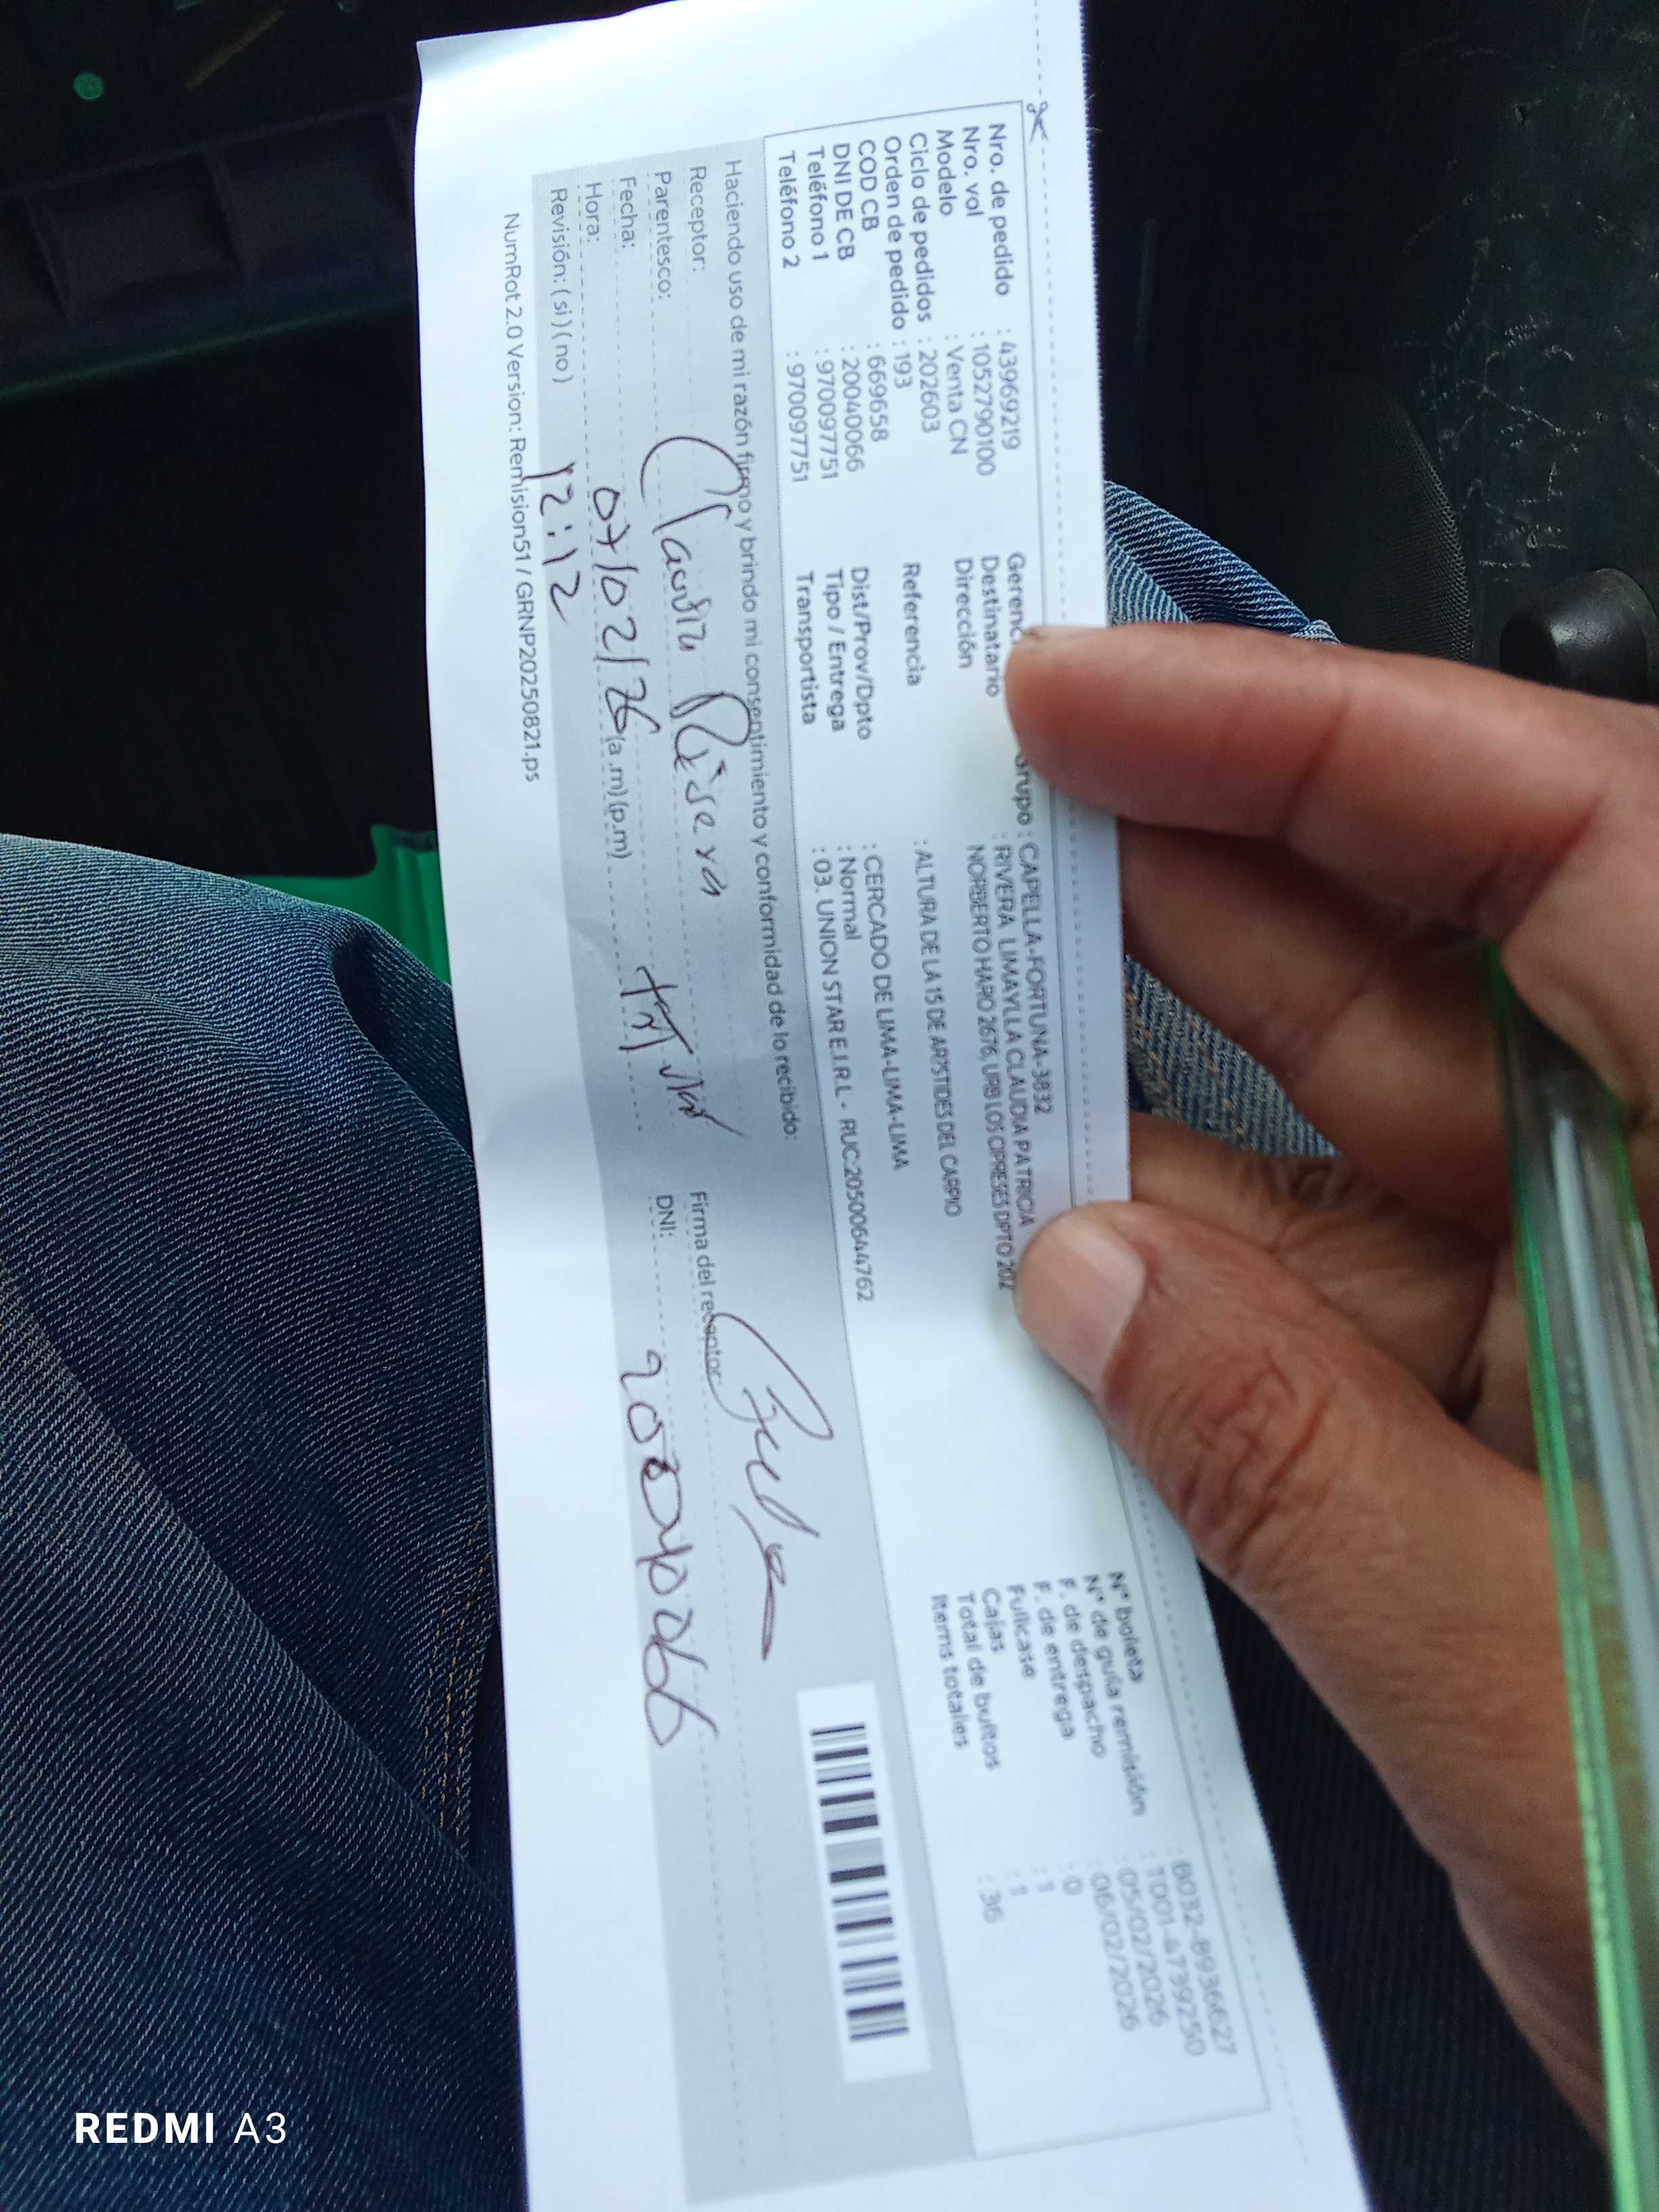 Nro. de pedido : 43969219
Nro. vol : 1052790100
Modelo : Venta CN
Ciclo de pedidos : 202603
Orden de pedido : 193
COD CB : 669658
DNI DE CB : 20040066
Teléfono 1 : 970097751
Teléfono 2 : 970097751
Gerenc Grupo : CAPELLA-FORTUNA-3832
Destinatario : RIVERA LIMAYLLA CLAUDIA PATRICIA
Dirección NORBERTO HARO 2676, URB LOS CIPRESES DPTO 202
Referencia : ALTURA DE LA 15 DE ARISTIDES DEL CARPIO
Dist/Prov/Dpto : CERCADO DE LIMA-LIMA-LIMA
Tipo / Entrega : Normal
Transportista : 03. UNION STAR E.I.R.L - RUC:20500644762
N° boleta : B032-8936627
N° de guía remisión : T001-4739250
F. de despacho : 05/02/2026
F. de entrega : 06/02/2026
Fullcase : 0
Cajas : 1
Total de bultos : 1
Items totales : 36
Haciendo uso de mi razón firmo y brindo mi consentimiento y conformidad de lo recibido:
Receptor: Claudia Rivera
Firma del receptor:
Parentesco:
DNI: 20040066
Fecha: 07/02/26
Hora: 12:12 (a.m) (p.m)
Revisión: ( si ) ( no )
NumRot 2.0 Version: Remision51 / GRNP20250821.ps
REDMI A3